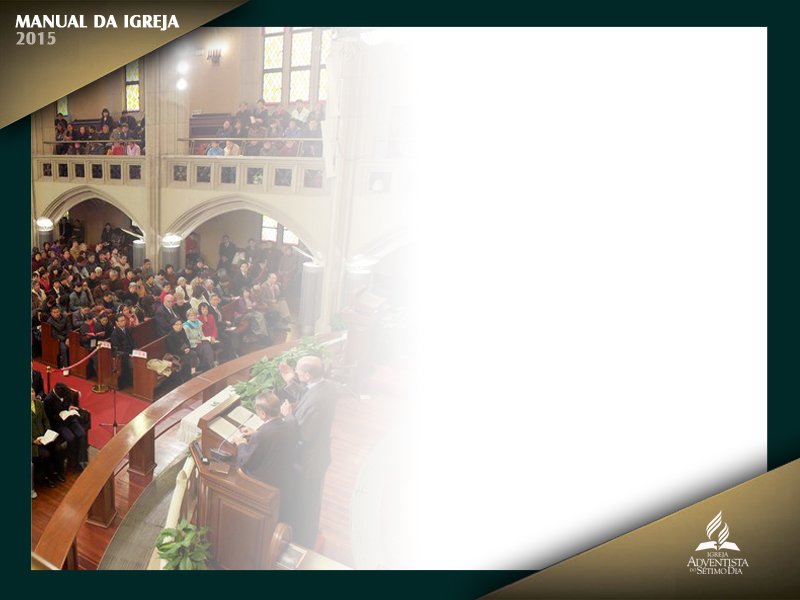 MANUAL DA IGREJA
2015
IGREJA
ADVENTISTA
DO SÉTIMO DIA